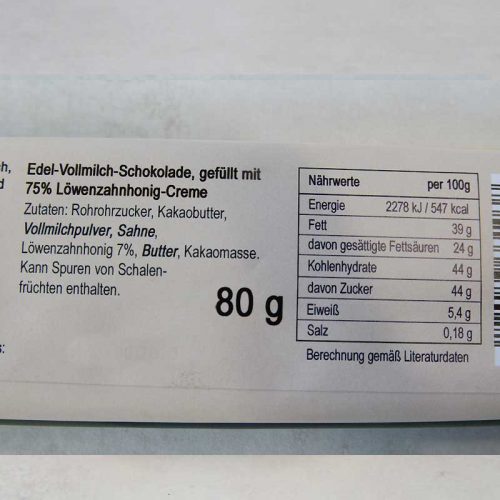 Edel-Vollmilch-Schokolade, gefüllt mit
75% Löwenzahnhonig-Creme
Zutaten: Rohrohrzucker, Kakaobutter,
Vollmilchpulver, Sahne,
Löwenzahnhonig 7%, Butter, Kakaomasse.
Kann Spuren von Schalen-
früchten enthalten.
80 g
Nährwerte per 100g
Energie 2278 kJ / 547 kcal
Fett 39 g
davon gesättigte Fettsäuren 24 g
Kohlenhydrate 44 g
davon Zucker 44 g
Eiweiß 5,4 g
Salz 0,18 g
Berechnung gemäß Literaturdaten